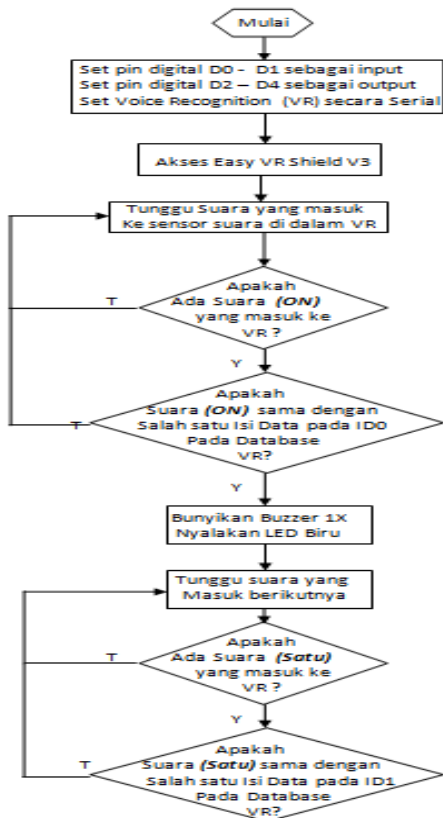 Mulai
Set pin digital D0 - D1 sebagai input
Set pin digital D2 – D4 sebagai output
Set Voice Recognition (VR) secara Serial
Akses Easy VR Shield V3
Tunggu Suara yang masuk
Ke sensor suara di dalam VR
Apakah
Ada Suara (ON)
yang masuk ke
VR ?
T
Y
Apakah
Suara (ON) sama dengan
Salah satu Isi Data pada ID0
Pada Database
VR?
T
Y
Bunyikan Buzzer 1X
Nyalakan LED Biru
Tunggu suara yang
Masuk berikutnya
Apakah
Ada Suara (Satu)
yang masuk ke
VR ?
T
Y
Apakah
Suara (Satu) sama dengan
Salah satu Isi Data pada ID1
Pada Database
VR?
T